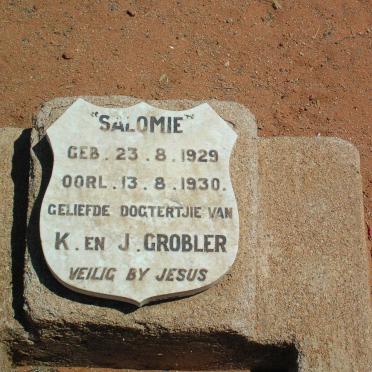 "SALOMIE"
GEB. 23.8.1929
OORL. 13.8.1930.
GELIEFDE DOGTERTJIE VAN
K. EN J. GROBLER
VEILIG BY JESUS